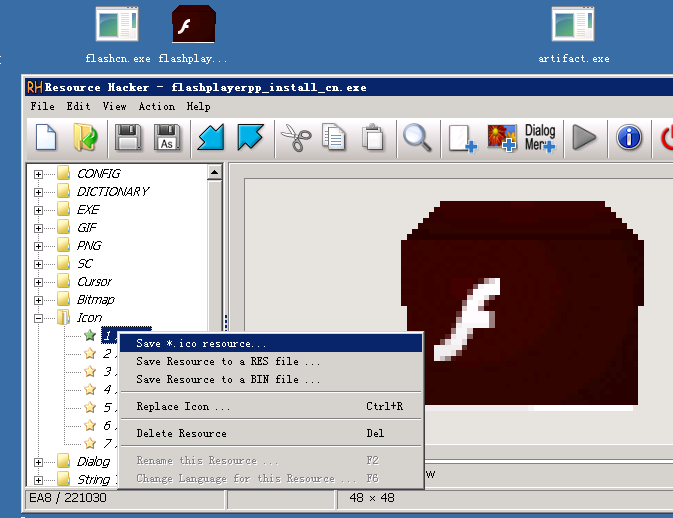 flashcn.exe flashplay... artifact.exe
RH Resource Hacker - flashplayerpp_install_cn.exe
File Edit View Action Help
As Dialog Menu
CONFIG
DICTIONARY
EXE
GIF
PNG
SC
Cursor
Bitmap
Icon
1
2
3
4
5
6
7
Dialog
String
Save *.ico resource...
Save Resource to a RES file ...
Save Resource to a BIN file ...
Replace Icon ... Ctrl+R
Delete Resource Del
Rename this Resource ... F2
Change Language for this Resource ... F6
w
EA8 / 221030 48 × 48